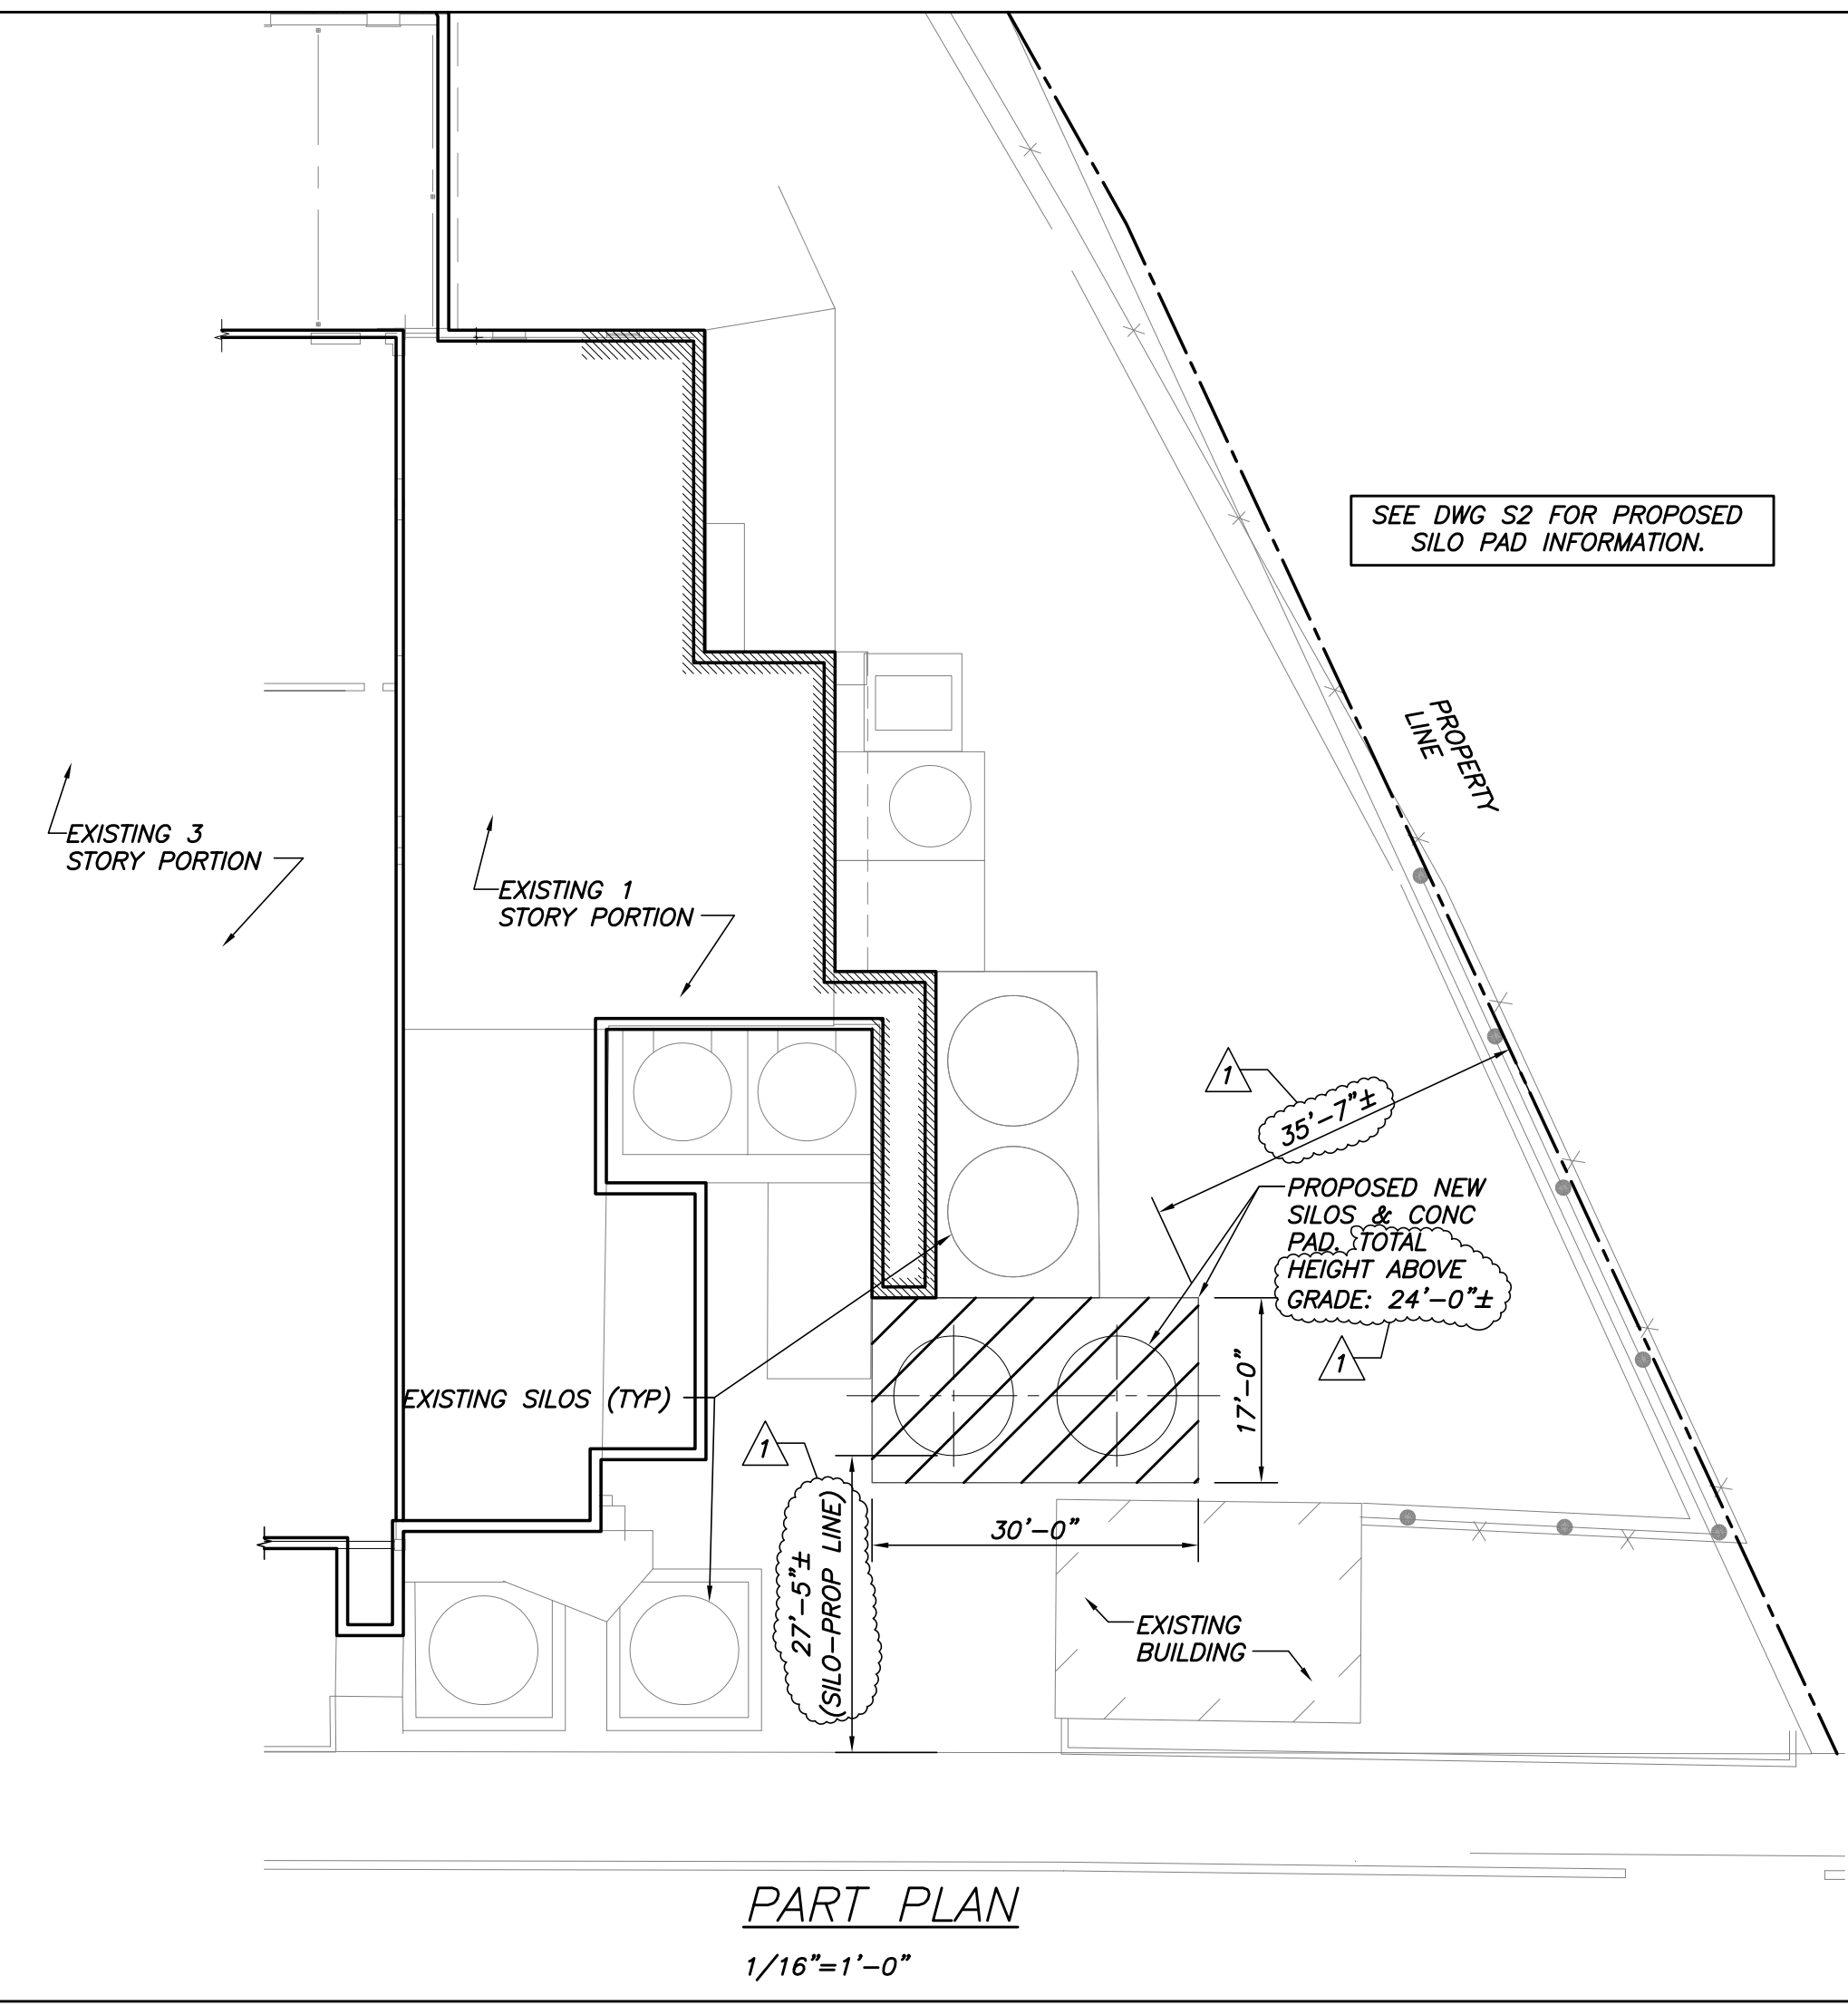 SEE DWG S2 FOR PROPOSED
SILO PAD INFORMATION.
PROPERTY
LINE
EXISTING 3
STORY PORTION
EXISTING 1
STORY PORTION
1
35'-7"±
PROPOSED NEW
SILOS & CONC
PAD. TOTAL
HEIGHT ABOVE
GRADE: 24'-0"±
1
17'-0"
EXISTING SILOS (TYP)
1
27'-5"±
(SILO-PROP LINE)
30'-0"
EXISTING
BUILDING
PART PLAN
1/16"=1'-0"